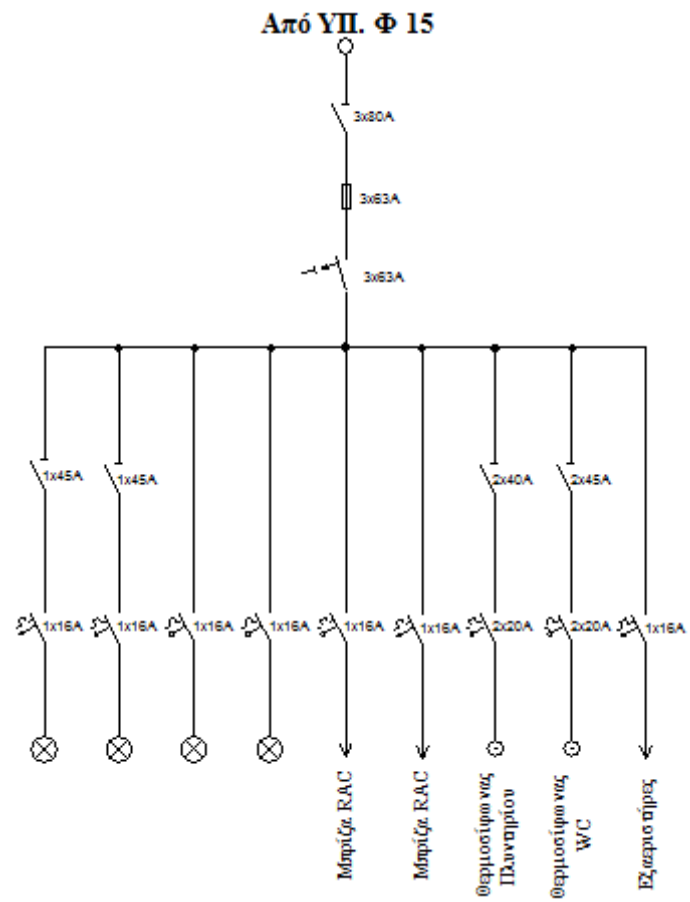 Από ΥΠ. Φ 15
3x80A
3x63A
3x63A
1x45A
1x45A
2x40A
2x45A
1x16A
1x16A
1x16A
1x16A
1x16A
1x16A
2x20A
2x20A
1x16A
Μπρίζα RAC
Μπρίζα RAC
Θερμοσίφωνας
Πλυντηρίου
Θερμοσίφωνας
WC
Εξαεριστήρες